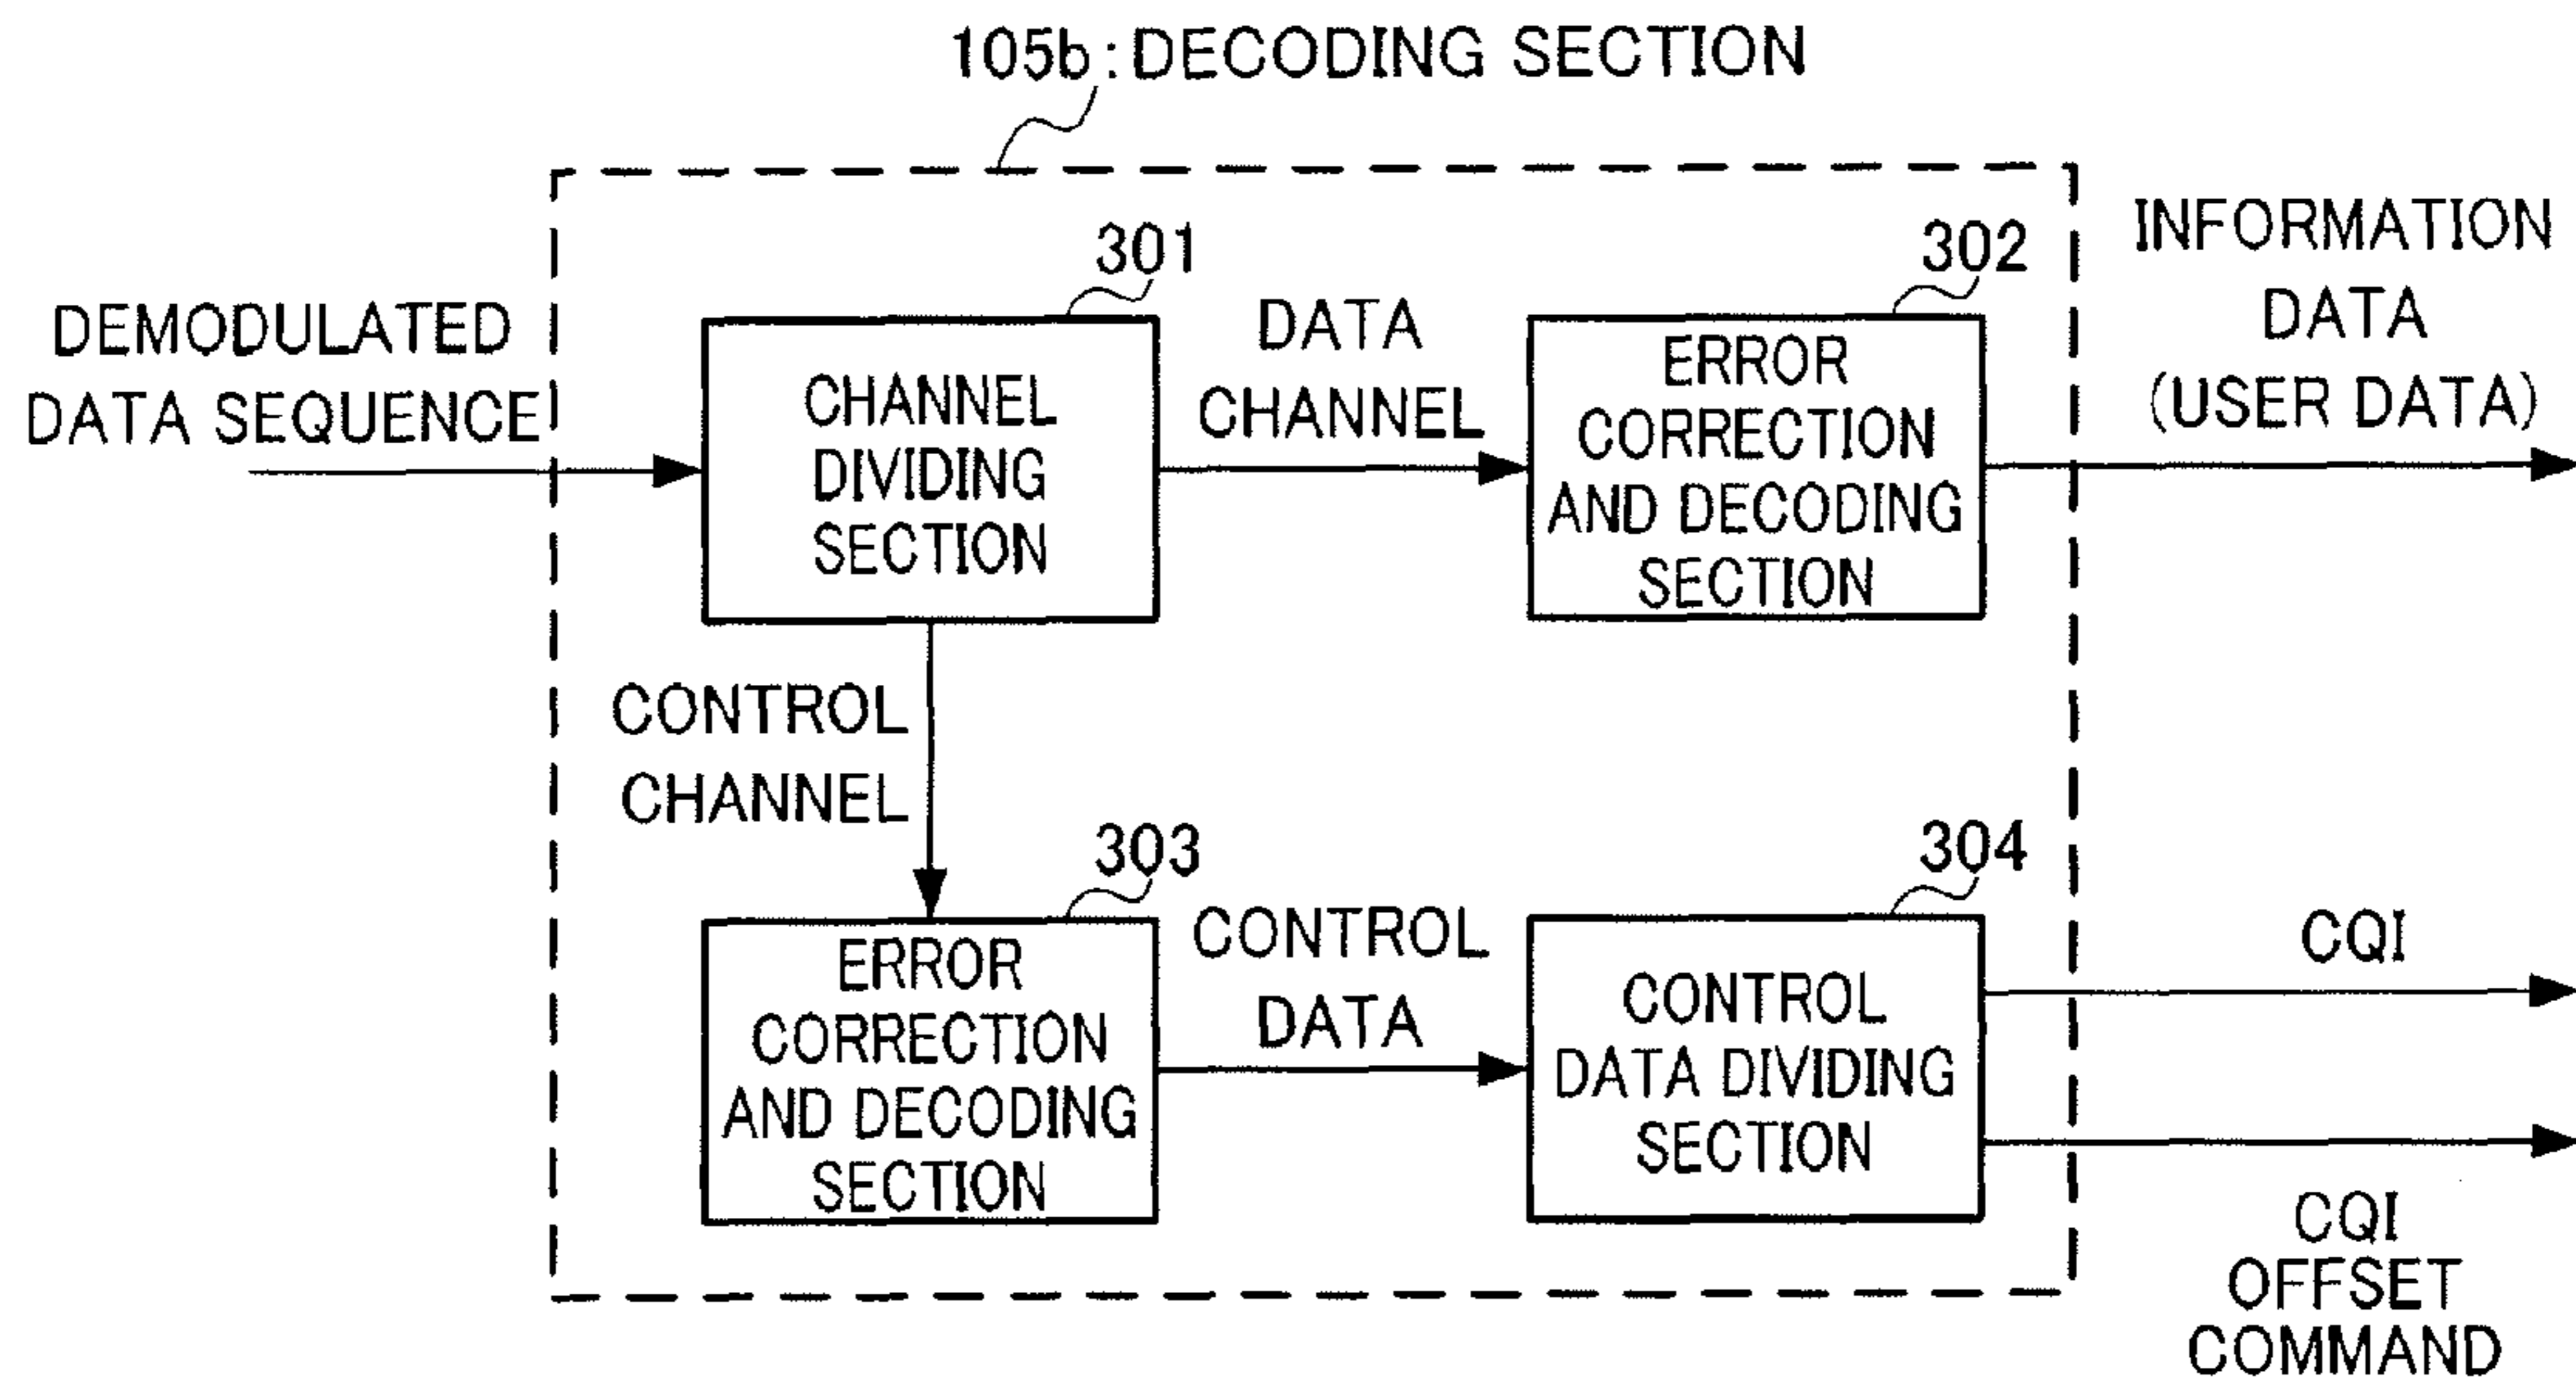 105b : DECODING SECTION
DEMODULATED
DATA SEQUENCE
301
CHANNEL
DIVIDING
SECTION
DATA
CHANNEL
302
ERROR
CORRECTION
AND DECODING
SECTION
INFORMATION
DATA
(USER DATA)
CONTROL
CHANNEL
303
ERROR
CORRECTION
AND DECODING
SECTION
CONTROL
DATA
304
CONTROL
DATA DIVIDING
SECTION
CQI
CQI
OFFSET
COMMAND